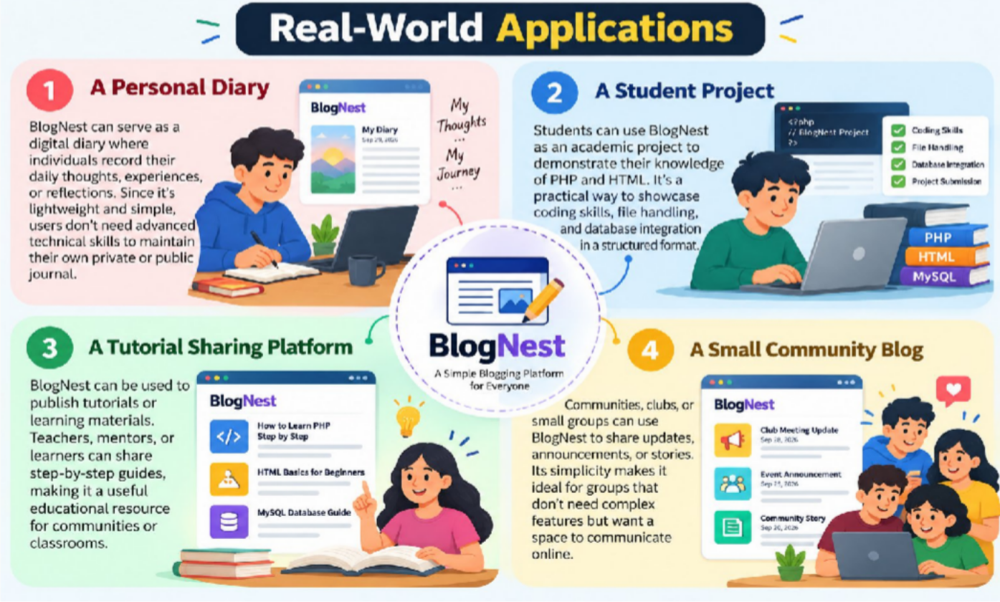 Real-World Applications
1
A Personal Diary
BlogNest can serve as a
digital diary where
individuals record their
daily thoughts, experiences,
or reflections. Since it's
lightweight and simple,
users don't need advanced
technical skills to maintain
their own private or public
journal.
BlogNest
My Diary
Sep 29, 2026
My
Thoughts
...
My
Journey
...
2
A Student Project
Students can use BlogNest
as an academic project to
demonstrate their knowledge
of PHP and HTML. It's a
practical way to showcase
coding skills, file handling,
and database integration
in a structured format.
<?php
// BlogNest Project
?>
Coding Skills
File Handling
Database Integration
Project Submission
PHP
HTML
MySQL
BlogNest
A Simple Blogging Platform
for Everyone
3
A Tutorial Sharing Platform
BlogNest can be used to
publish tutorials or
learning materials.
Teachers, mentors, or
learners can share
step-by-step guides,
making it a useful
educational resource
for communities or
classrooms.
BlogNest
</>
How to Learn PHP
Step by Step
HTML Basics for Beginners
MySQL Database Guide
4
A Small Community Blog
Communities, clubs, or
small groups can use
BlogNest to share updates,
announcements, or stories.
Its simplicity makes it
ideal for groups that
don't need complex
features but want a
space to communicate
online.
BlogNest
Club Meeting Update
Sep 28, 2026
Event Announcement
Sep 25, 2026
Community Story
Sep 20, 2026